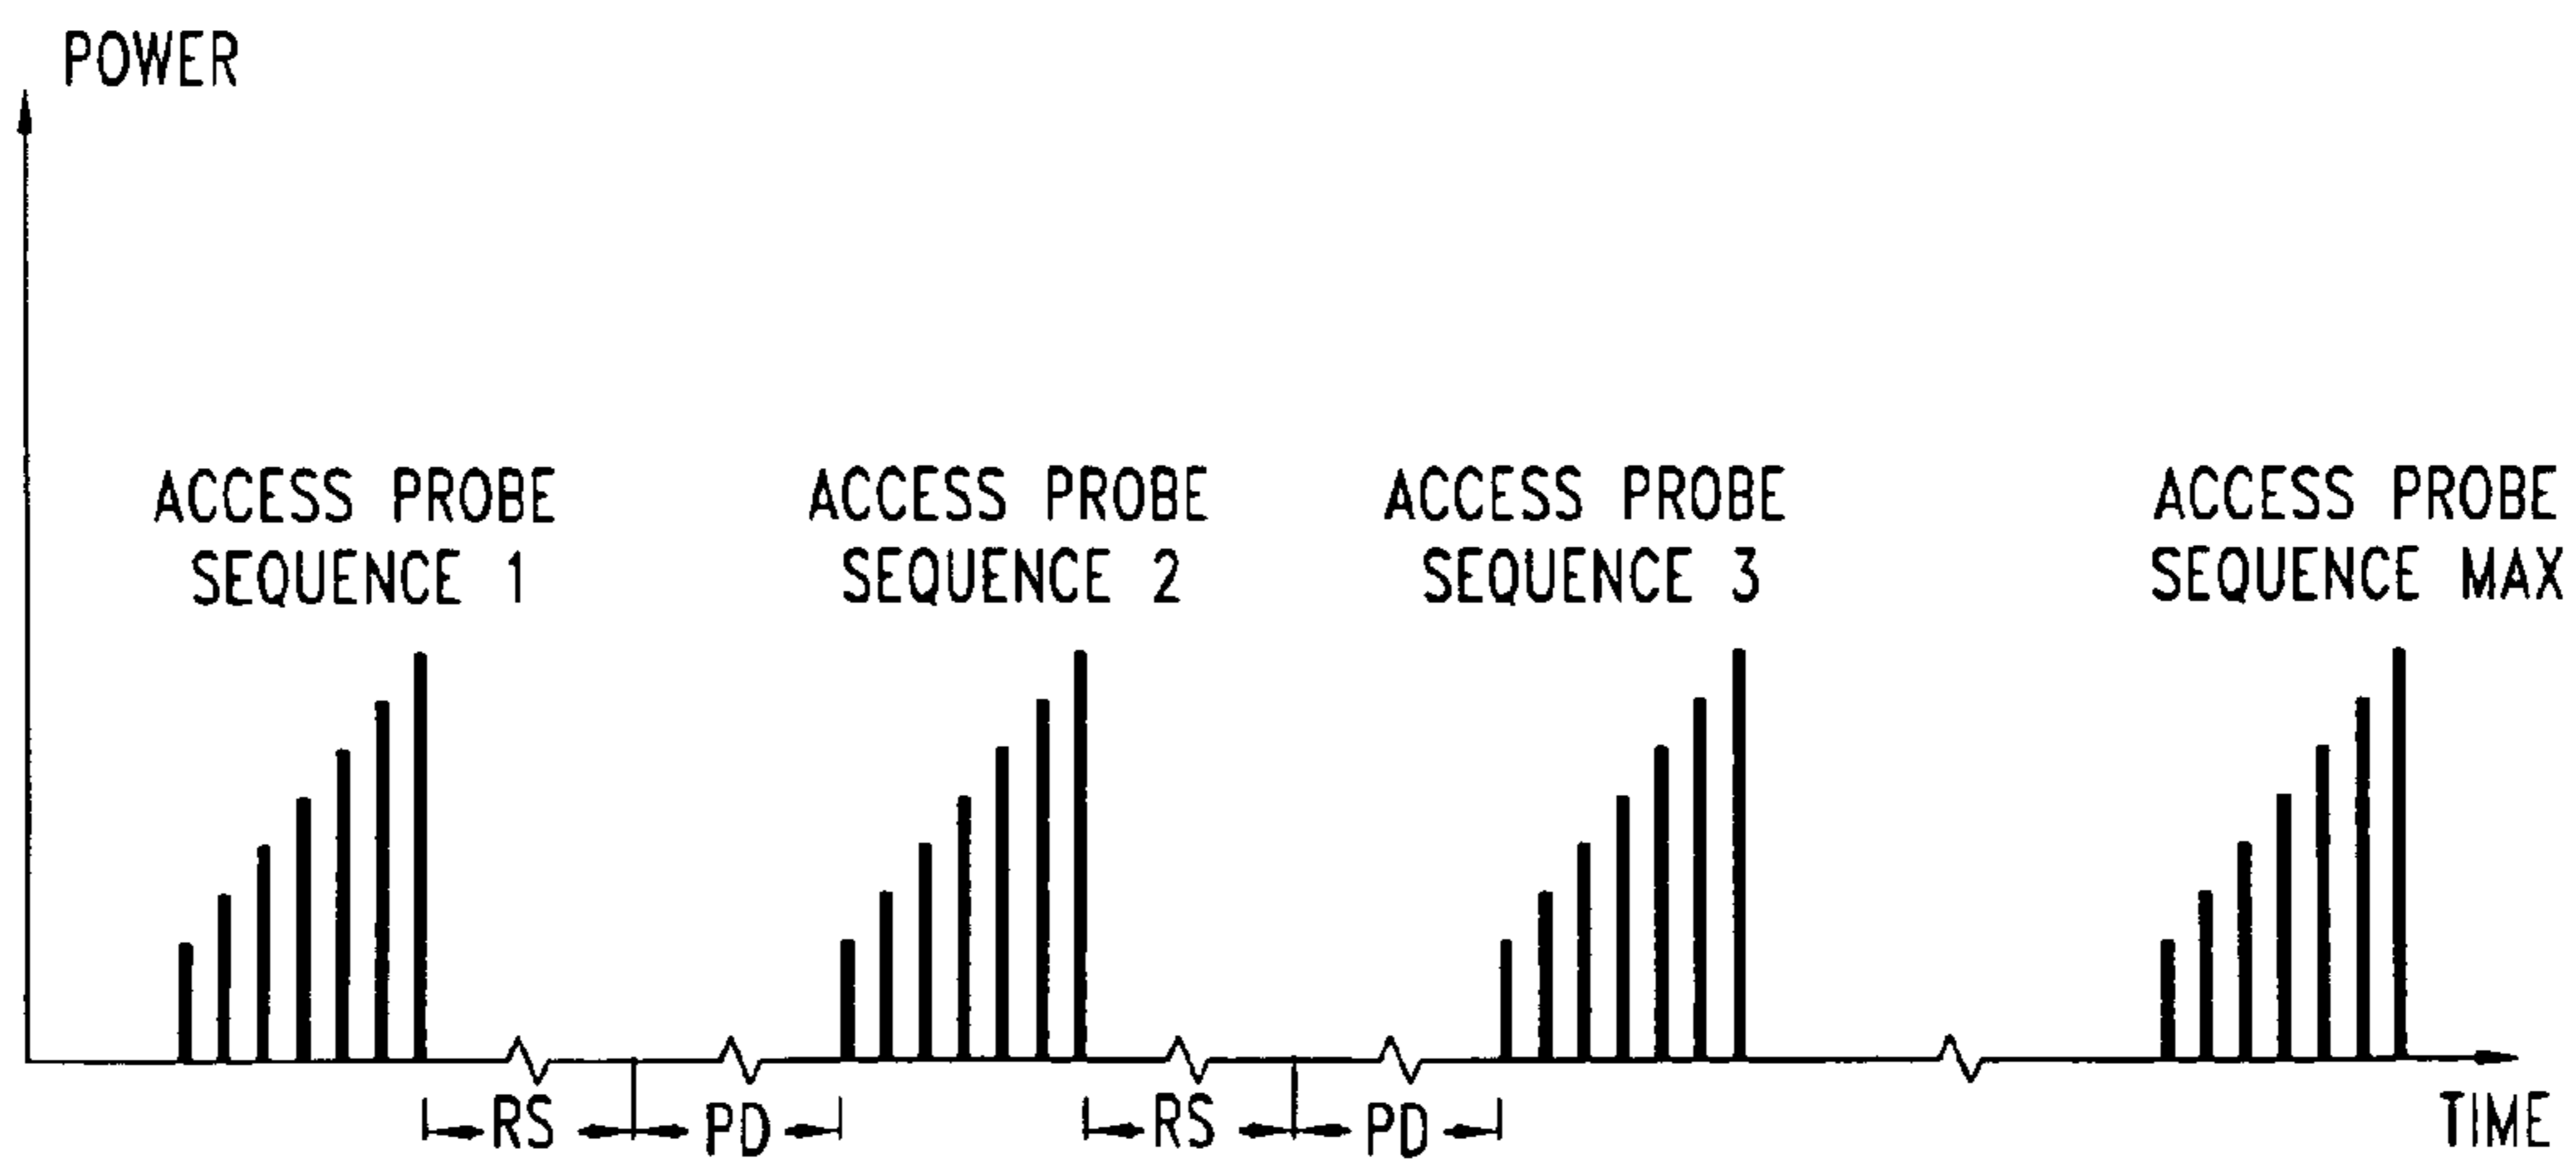 POWER
ACCESS PROBE
SEQUENCE 1
ACCESS PROBE
SEQUENCE 2
ACCESS PROBE
SEQUENCE 3
ACCESS PROBE
SEQUENCE MAX
RS
PD
RS
PD
TIME